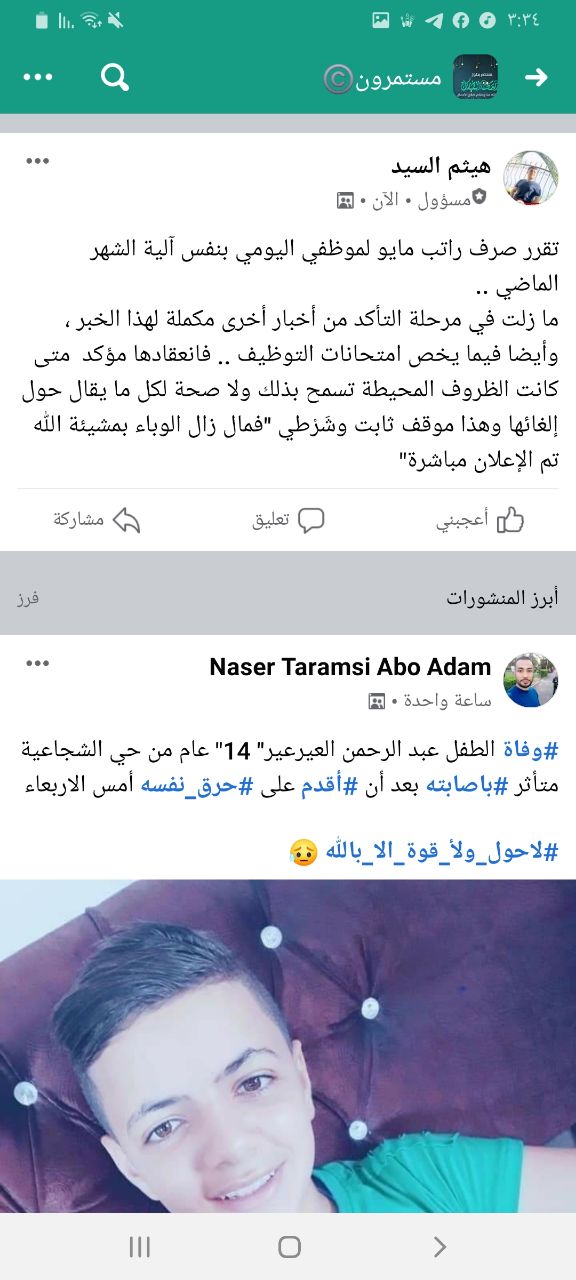 ٣:٣٤
مستمرون©
هيثم السيد
مسؤول • الآن •
تقرر صرف راتب مايو لموظفي اليومي بنفس آلية الشهر
الماضي ..
ما زلت في مرحلة التأكد من أخبار أخرى مكملة لهذا الخبر ،
وأيضا فيما يخص امتحانات التوظيف .. فانعقادها مؤكد متى
كانت الظروف المحيطة تسمح بذلك ولا صحة لكل ما يقال حول
إلغائها وهذا موقف ثابت وشَرْطي "فمال زال الوباء بمشيئة الله
تم الإعلان مباشرة"
أعجبني تعليق مشاركة
أبرز المنشورات فرز
Naser Taramsi Abo Adam
ساعة واحدة •
#وفاة الطفل عبد الرحمن العيرعير" 14" عام من حي الشجاعية
متأثر #باصابته بعد أن #أقدم على #حرق_نفسه أمس الاربعاء
#لاحول_ولأ_قوة_الا_بالله 😥